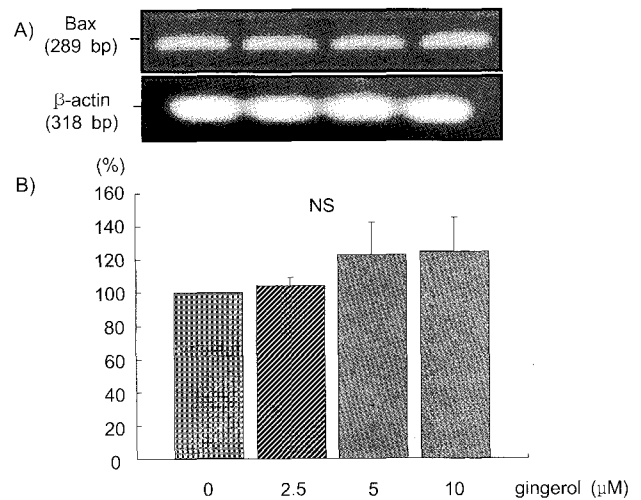 A)
Bax
(289 bp)
β-actin
(318 bp)
B)
(%)
NS
160
140
120
100
80
60
40
20
0
0 2.5 5 10 gingerol (μM)